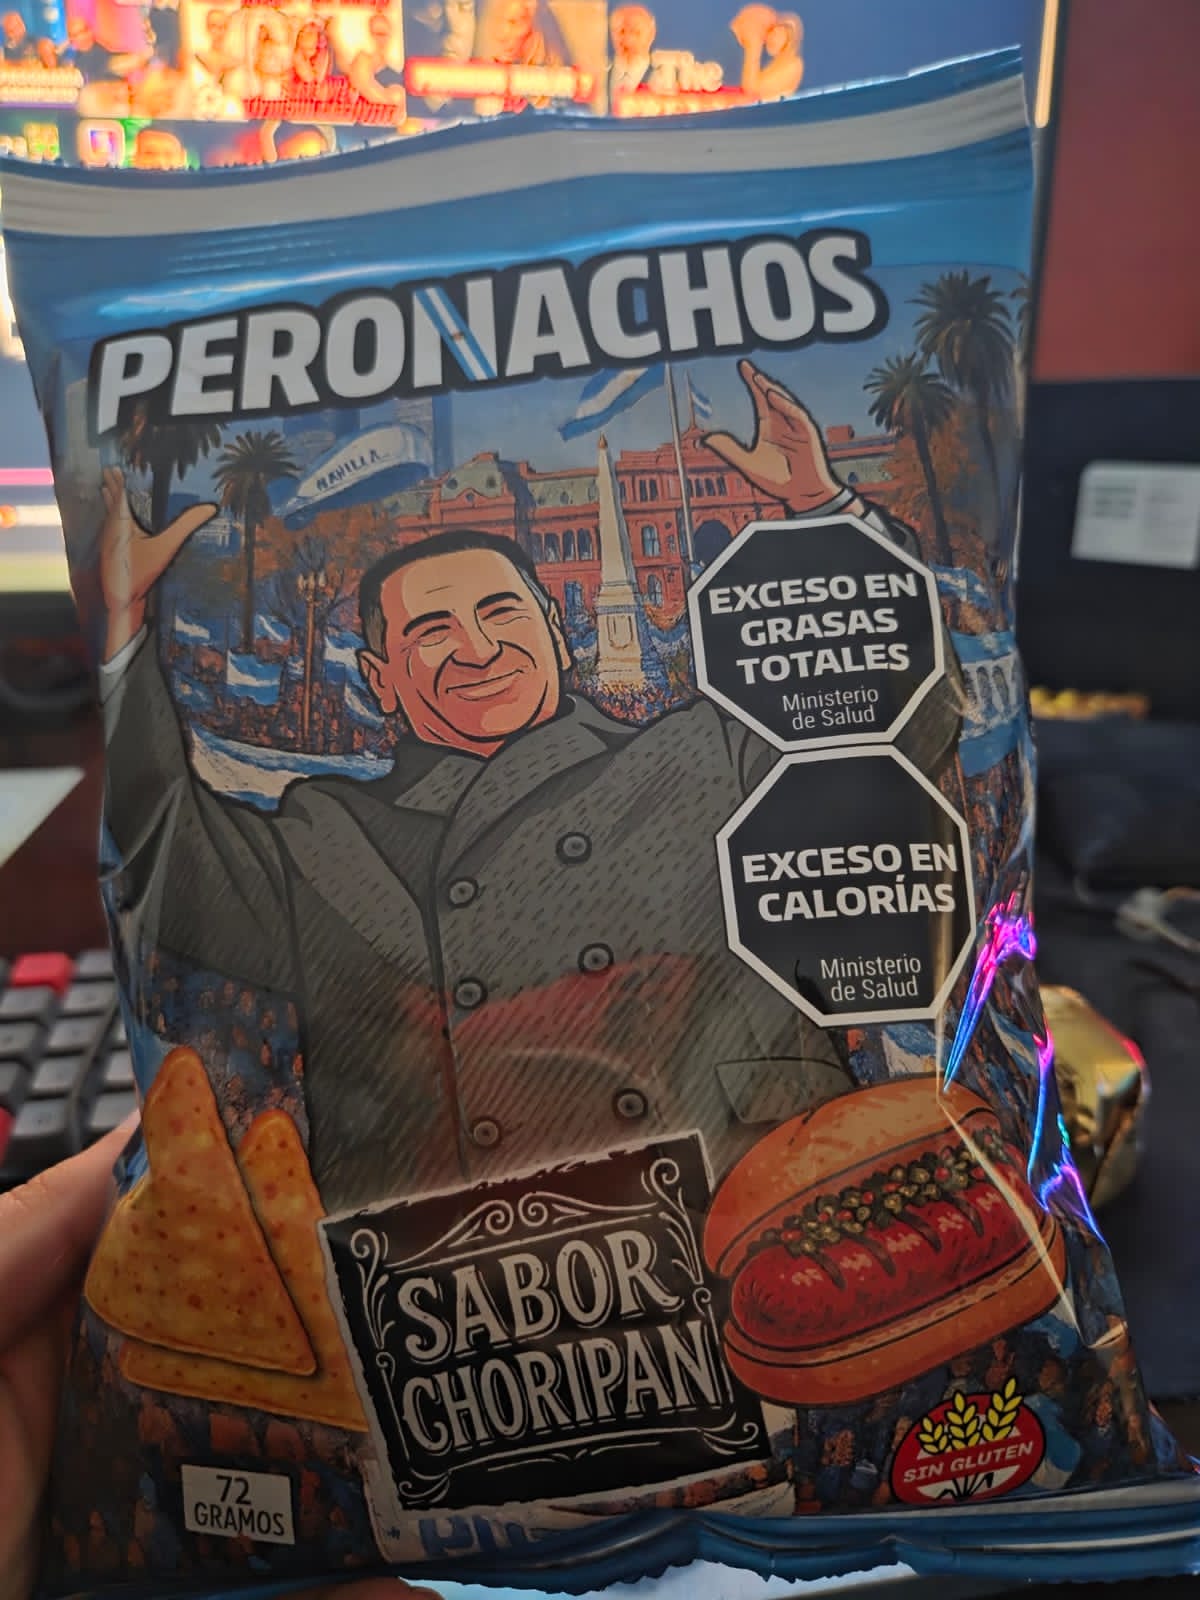 The
PERONACHOS
EXCESO EN
GRASAS
TOTALES
Ministerio
de Salud
EXCESO EN
CALORÍAS
Ministerio
de Salud
SABOR
CHORIPAN
SIN GLUTEN
72
GRAMOS